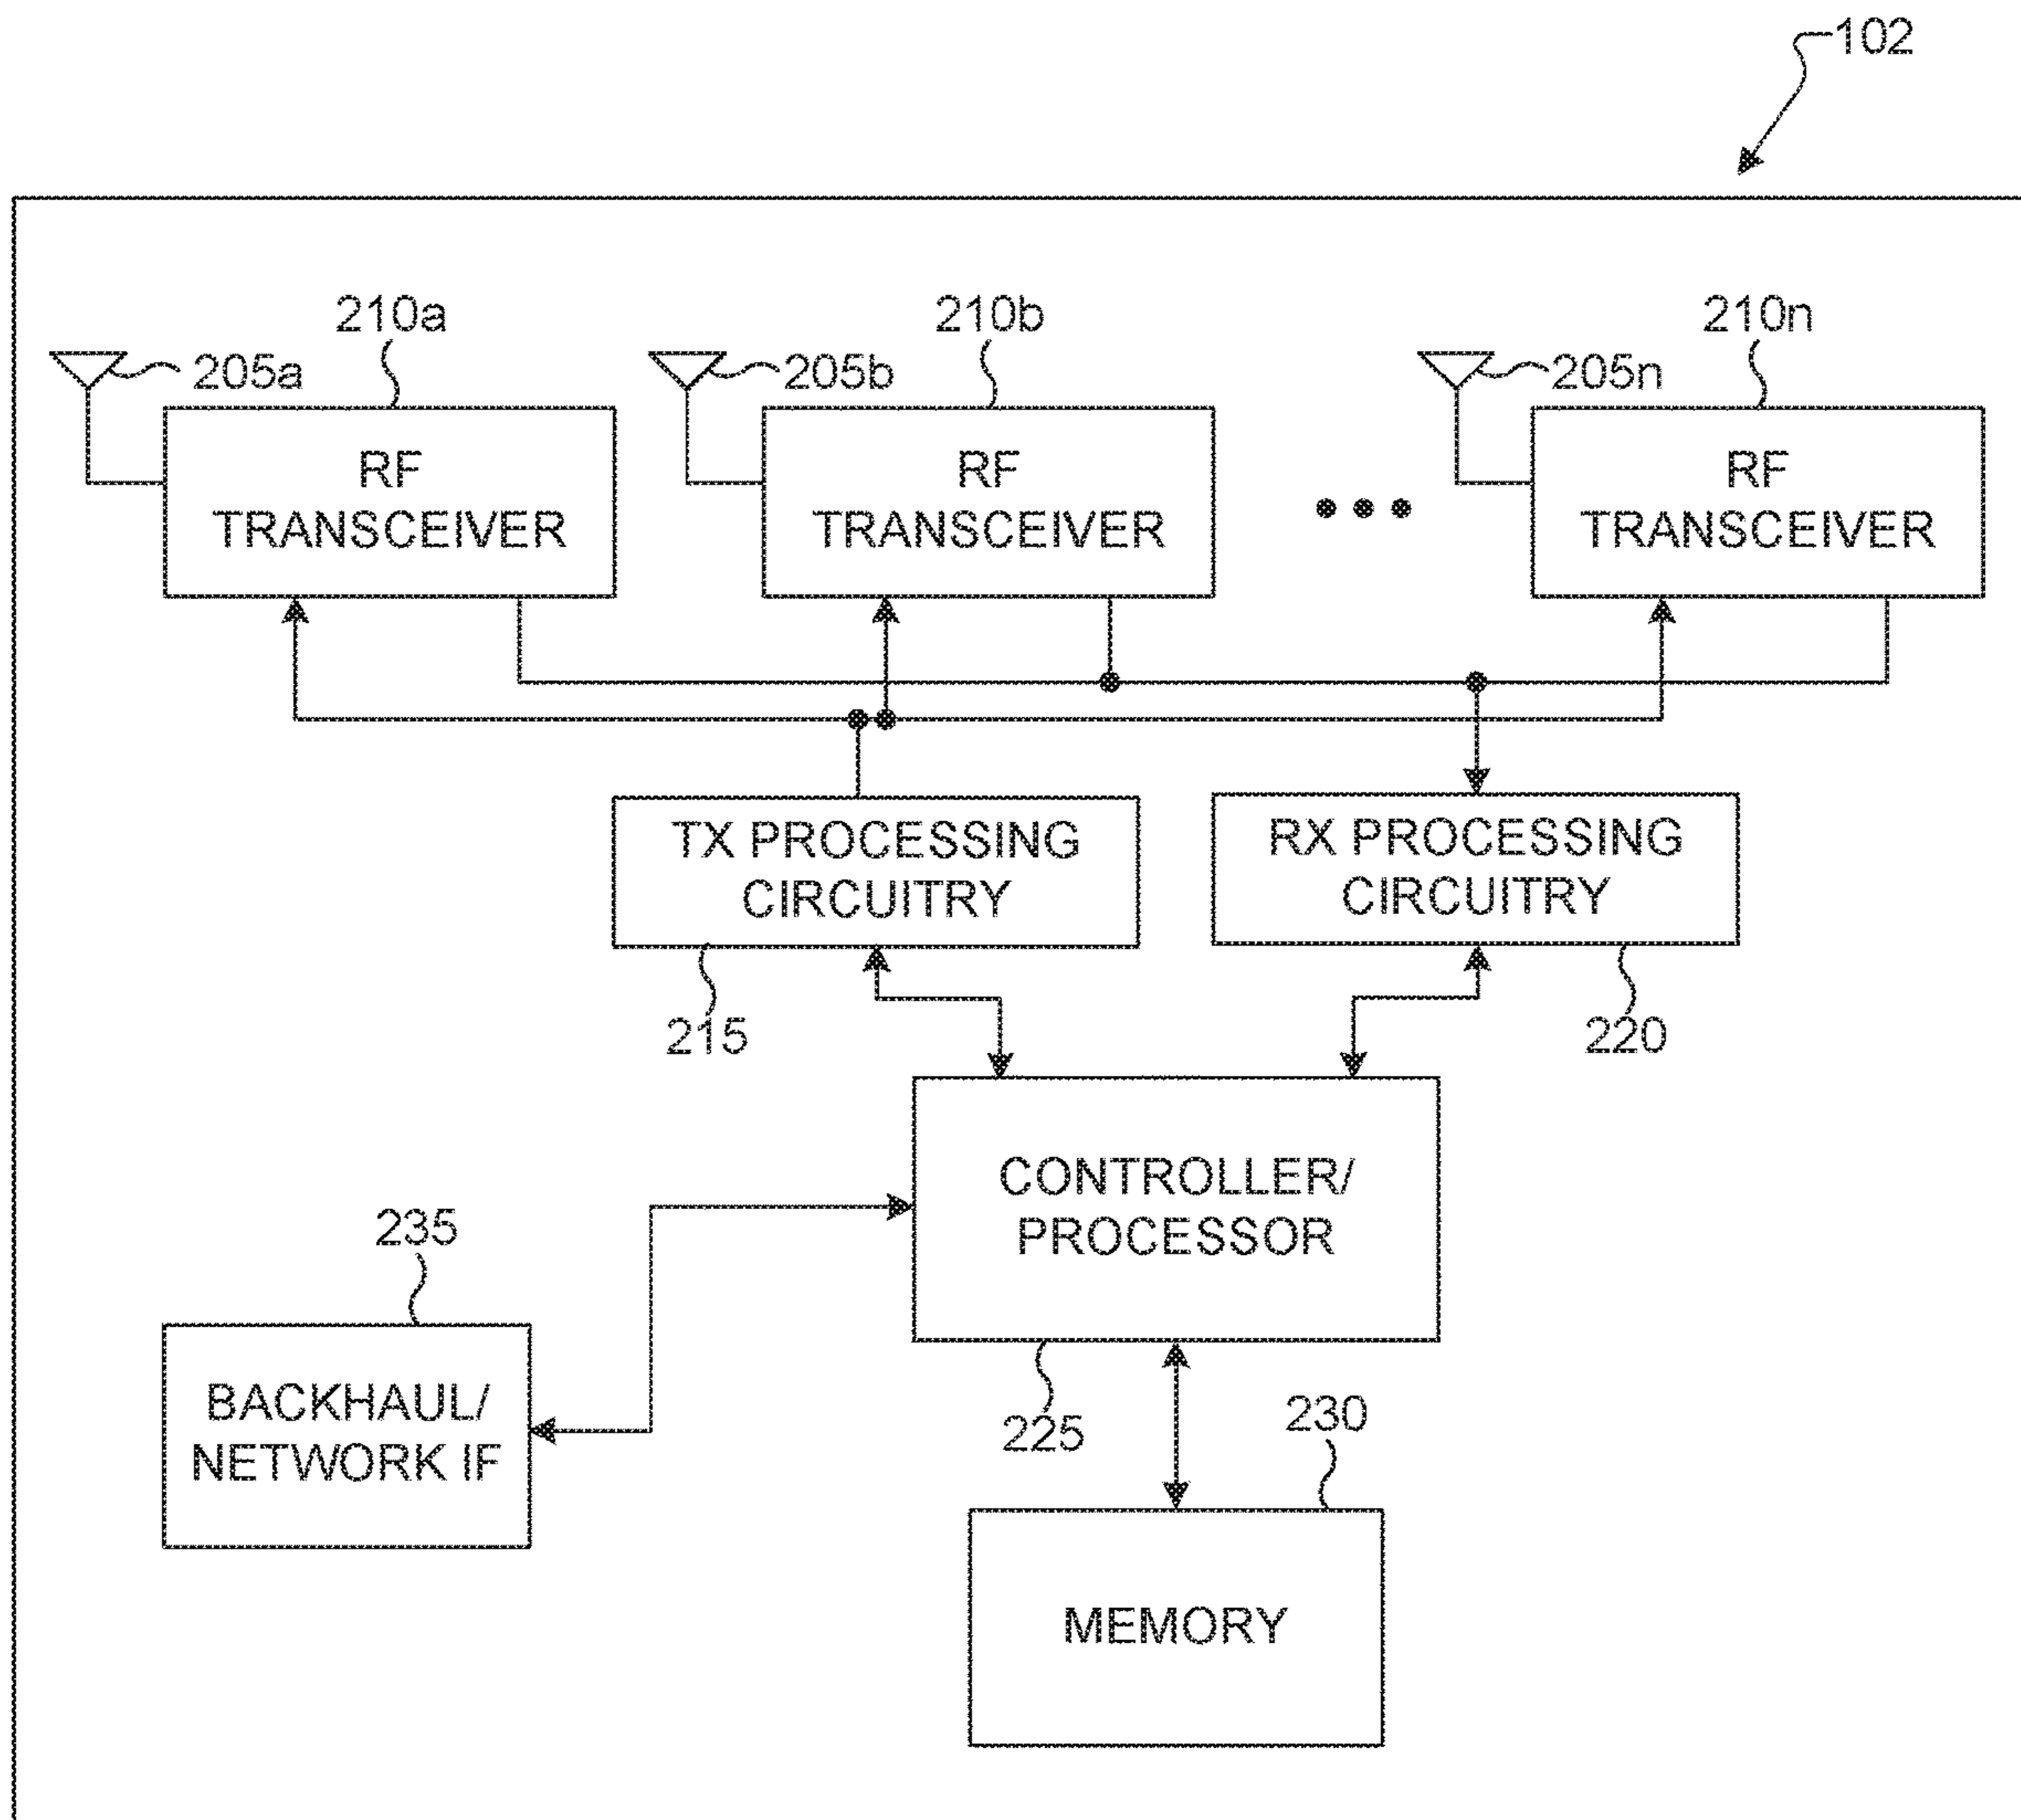 102
210a
210b
210n
205a
205b
205n
RF
TRANSCEIVER
RF
TRANSCEIVER
RF
TRANSCEIVER
TX PROCESSING
CIRCUITRY
RX PROCESSING
CIRCUITRY
215
220
CONTROLLER/
PROCESSOR
235
BACKHAUL/
NETWORK IF
225
230
MEMORY